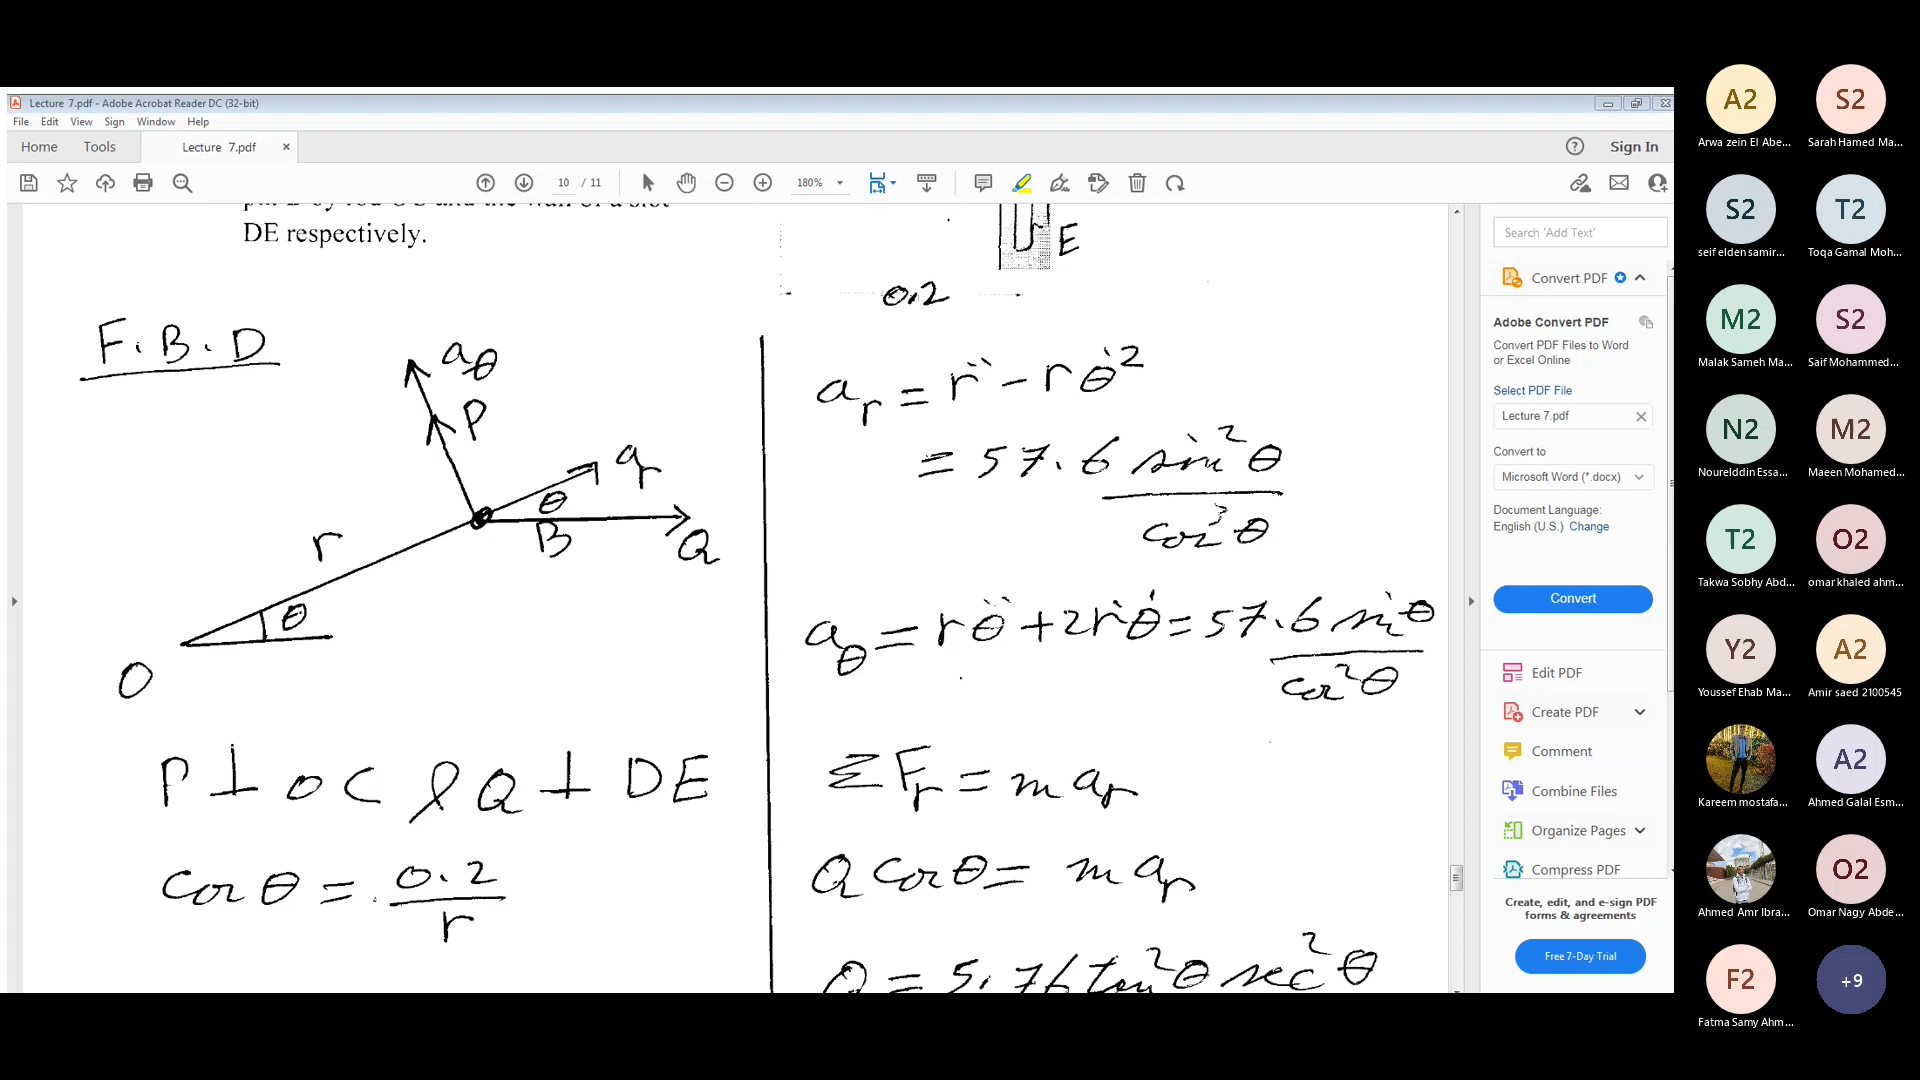 Lecture 7.pdf - Adobe Acrobat Reader DC (32-bit)
File Edit View Sign Window Help
Home Tools Lecture 7.pdf Sign In
10 / 11 180%
DE respectively.
E
0.2
F.B.D
aθ
P
ar
θ
B
Q
r
θ
O
P ⊥ OC & Q ⊥ DE
cos θ = 0.2 / r
ar = r̈ - r θ̇²
= 57.6 sin²θ / cos³θ
aθ = r θ̈ + 2 ṙ θ̇ = 57.6 sin θ / cos²θ
Σ Fr = m ar
Q cos θ = m ar
Q = 5.76 tan²θ sec²θ
Search 'Add Text'
Convert PDF
Adobe Convert PDF
Convert PDF Files to Word
or Excel Online
Select PDF File
Lecture 7.pdf
Convert to
Microsoft Word (*.docx)
Document Language:
English (U.S.) Change
Convert
Edit PDF
Create PDF
Comment
Combine Files
Organize Pages
Compress PDF
Create, edit, and e-sign PDF
forms & agreements
Free 7-Day Trial
A2 S2
Arwa zein El Abe... Sarah Hamed Ma...
S2 T2
seif elden samir... Toqa Gamal Moh...
M2 S2
Malak Sameh Ma... Saif Mohammed...
N2 M2
Nourelddin Essa... Maeen Mohamed...
T2 O2
Takwa Sobhy Abd... omar khaled ahm...
Y2 A2
Youssef Ehab Ma... Amir saed 2100545
A2
Kareem mostafa... Ahmed Galal Esm...
O2
Ahmed Amr Ibra... Omar Nagy Abde...
F2 +9
Fatma Samy Ahm...